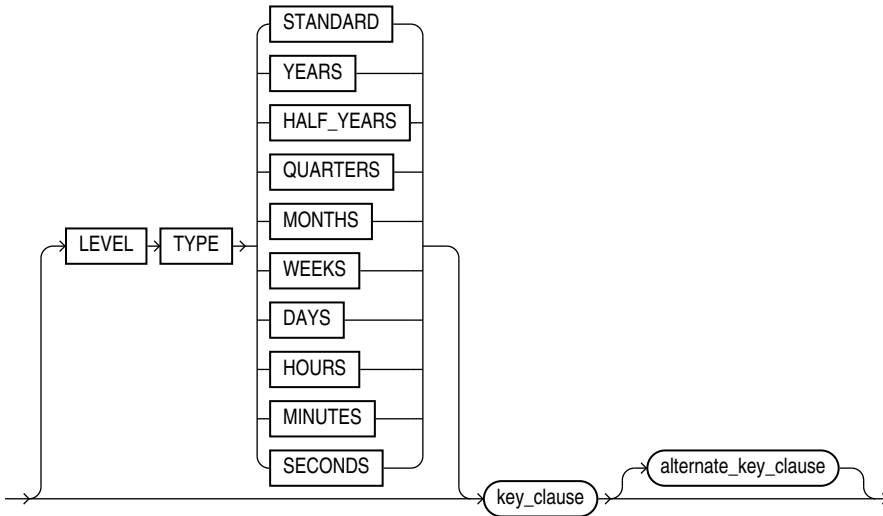 STANDARD
YEARS
HALF_YEARS
QUARTERS
MONTHS
LEVEL TYPE
WEEKS
DAYS
HOURS
MINUTES
SECONDS
alternate_key_clause
key_clause